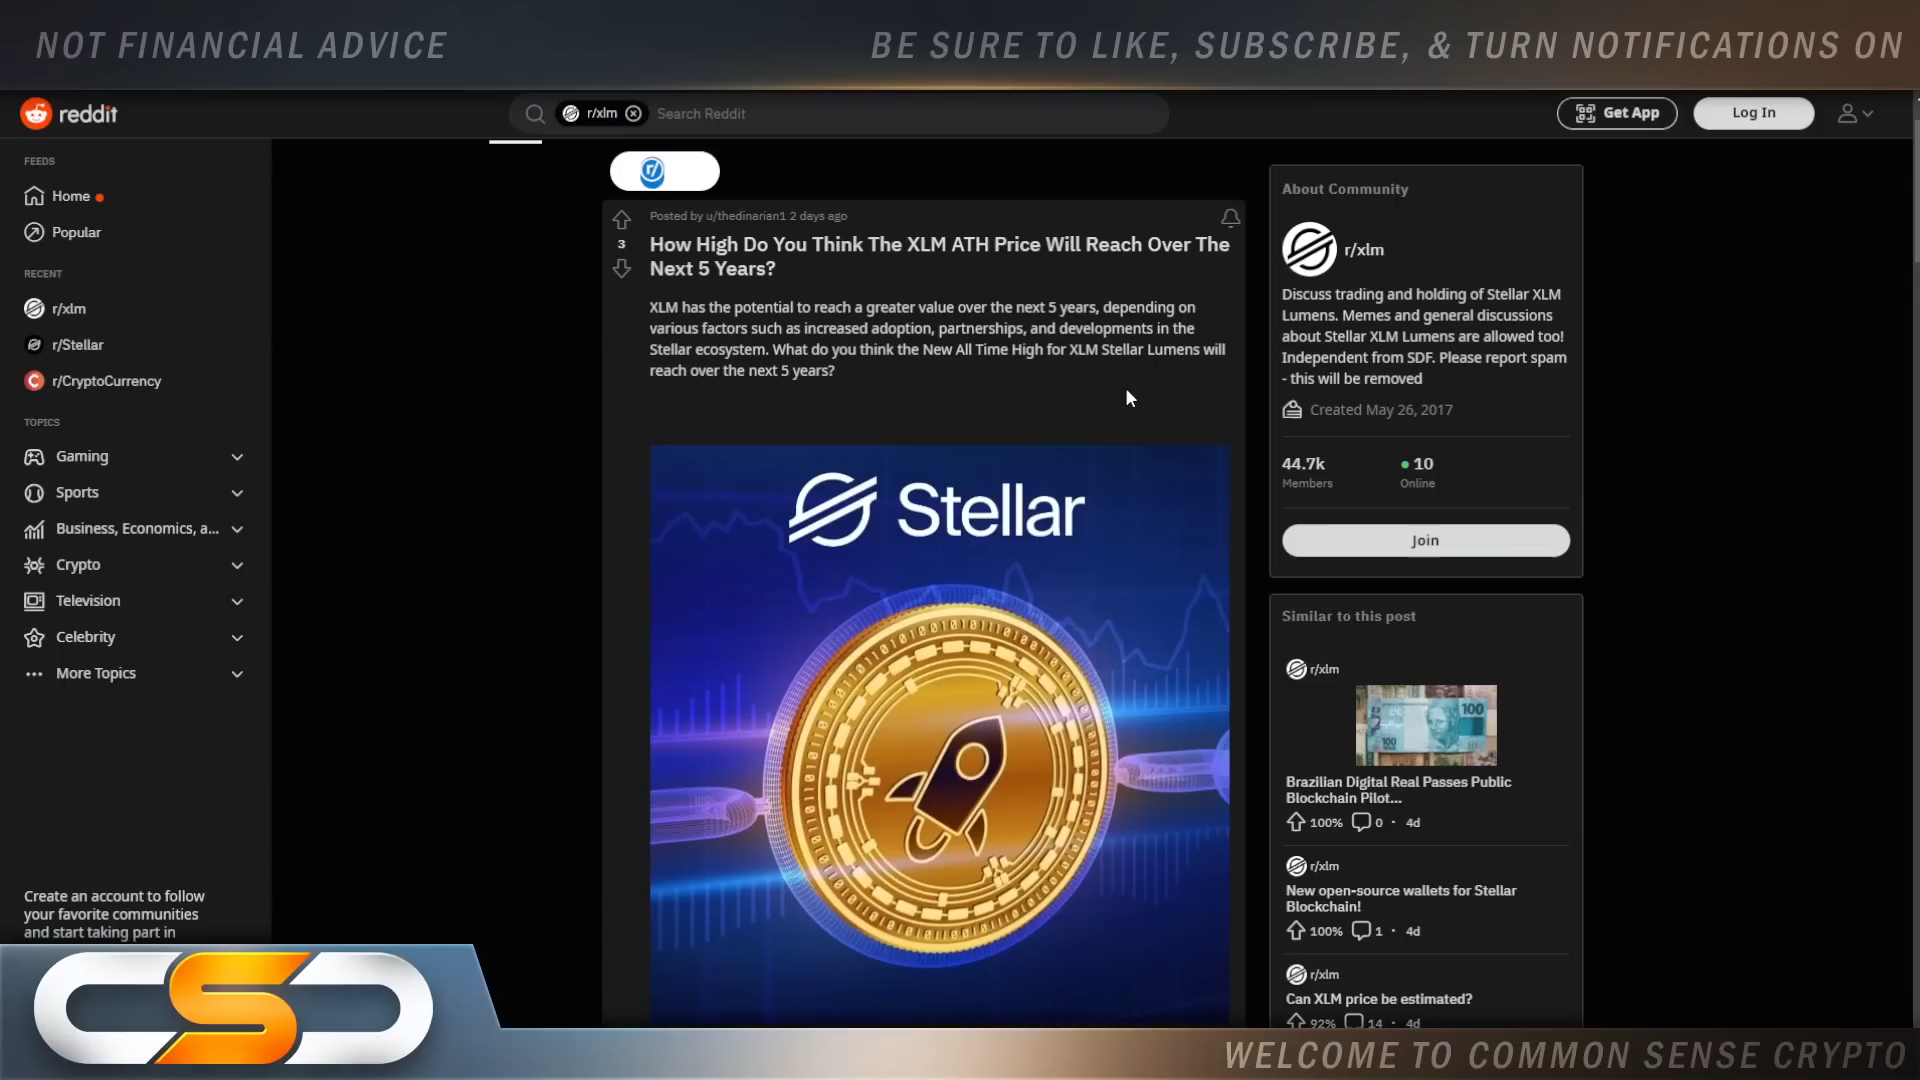 NOT FINANCIAL ADVICE
BE SURE TO LIKE, SUBSCRIBE, & TURN NOTIFICATIONS ON
reddit
r/xlm
Search Reddit
Get App
Log In
FEEDS
Home
Popular
RECENT
r/xlm
r/Stellar
r/CryptoCurrency
TOPICS
Gaming
Sports
Business, Economics, a...
Crypto
Television
Celebrity
More Topics
Create an account to follow
your favorite communities
and start taking part in
r/
Posted by u/thedinarian1 2 days ago
3
How High Do You Think The XLM ATH Price Will Reach Over The
Next 5 Years?
XLM has the potential to reach a greater value over the next 5 years, depending on
various factors such as increased adoption, partnerships, and developments in the
Stellar ecosystem. What do you think the New All Time High for XLM Stellar Lumens will
reach over the next 5 years?
Stellar
About Community
r/xlm
Discuss trading and holding of Stellar XLM
Lumens. Memes and general discussions
about Stellar XLM Lumens are allowed too!
Independent from SDF. Please report spam
- this will be removed
Created May 26, 2017
44.7k
10
Members
Online
Join
Similar to this post
r/xlm
100
100
Brazilian Digital Real Passes Public
Blockchain Pilot...
100% 0 · 4d
r/xlm
New open-source wallets for Stellar
Blockchain!
100% 1 · 4d
r/xlm
Can XLM price be estimated?
92% 14 · 4d
CSC
WELCOME TO COMMON SENSE CRYPTO